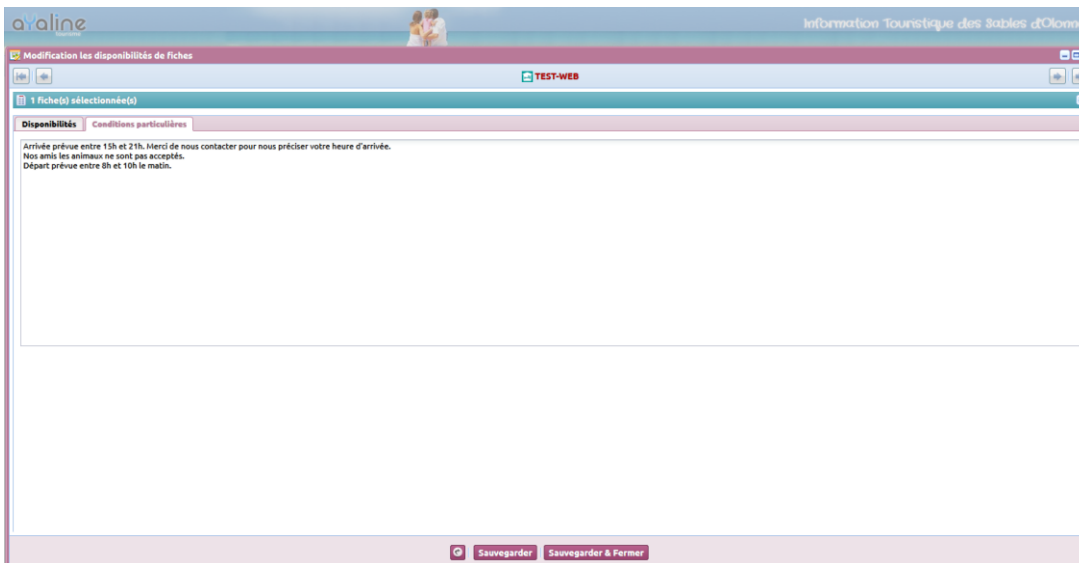 aYaline
tourisme
Information Touristique des Sables d'Olonn
Modification les disponibilités de fiches
TEST-WEB
1 fiche(s) sélectionnée(s)
Disponibilités
Conditions particulières
Arrivée prévue entre 15h et 21h. Merci de nous contacter pour nous préciser votre heure d'arrivée.
Nos amis les animaux ne sont pas acceptés.
Départ prévue entre 8h et 10h le matin.
Sauvegarder
Sauvegarder & Fermer